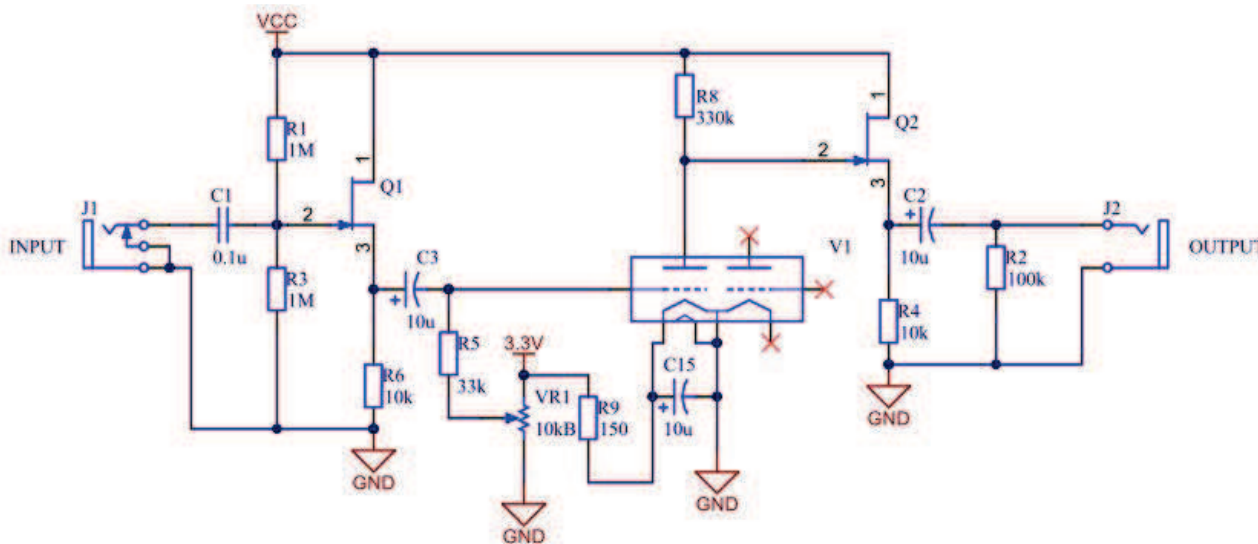 VCC
R1
1M
1
Q1
J1
C1
2
INPUT
0.1u
3
R3
1M
C3
10u
R5
33k
R6
10k
GND
3.3V
VR1
10kB
R9
150
GND
R8
330k
V1
C15
10u
GND
1
Q2
2
3
C2
10u
J2
R2
100k
OUTPUT
R4
10k
GND